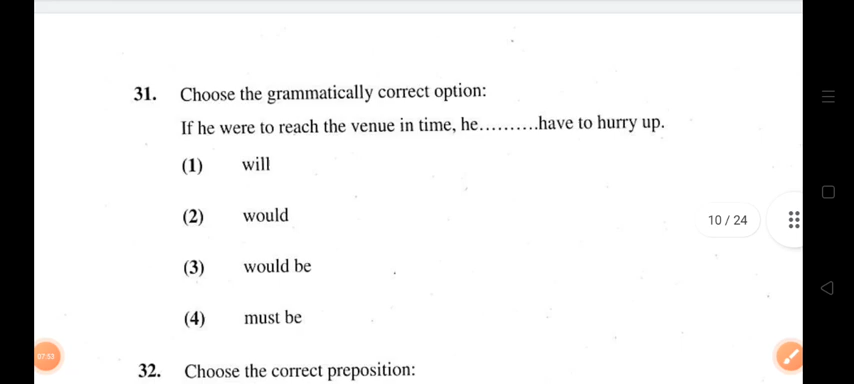 31. Choose the grammatically correct option:
If he were to reach the venue in time, he..........have to hurry up.
(1) will
(2) would
(3) would be
(4) must be
10 / 24
07:53
32. Choose the correct preposition: